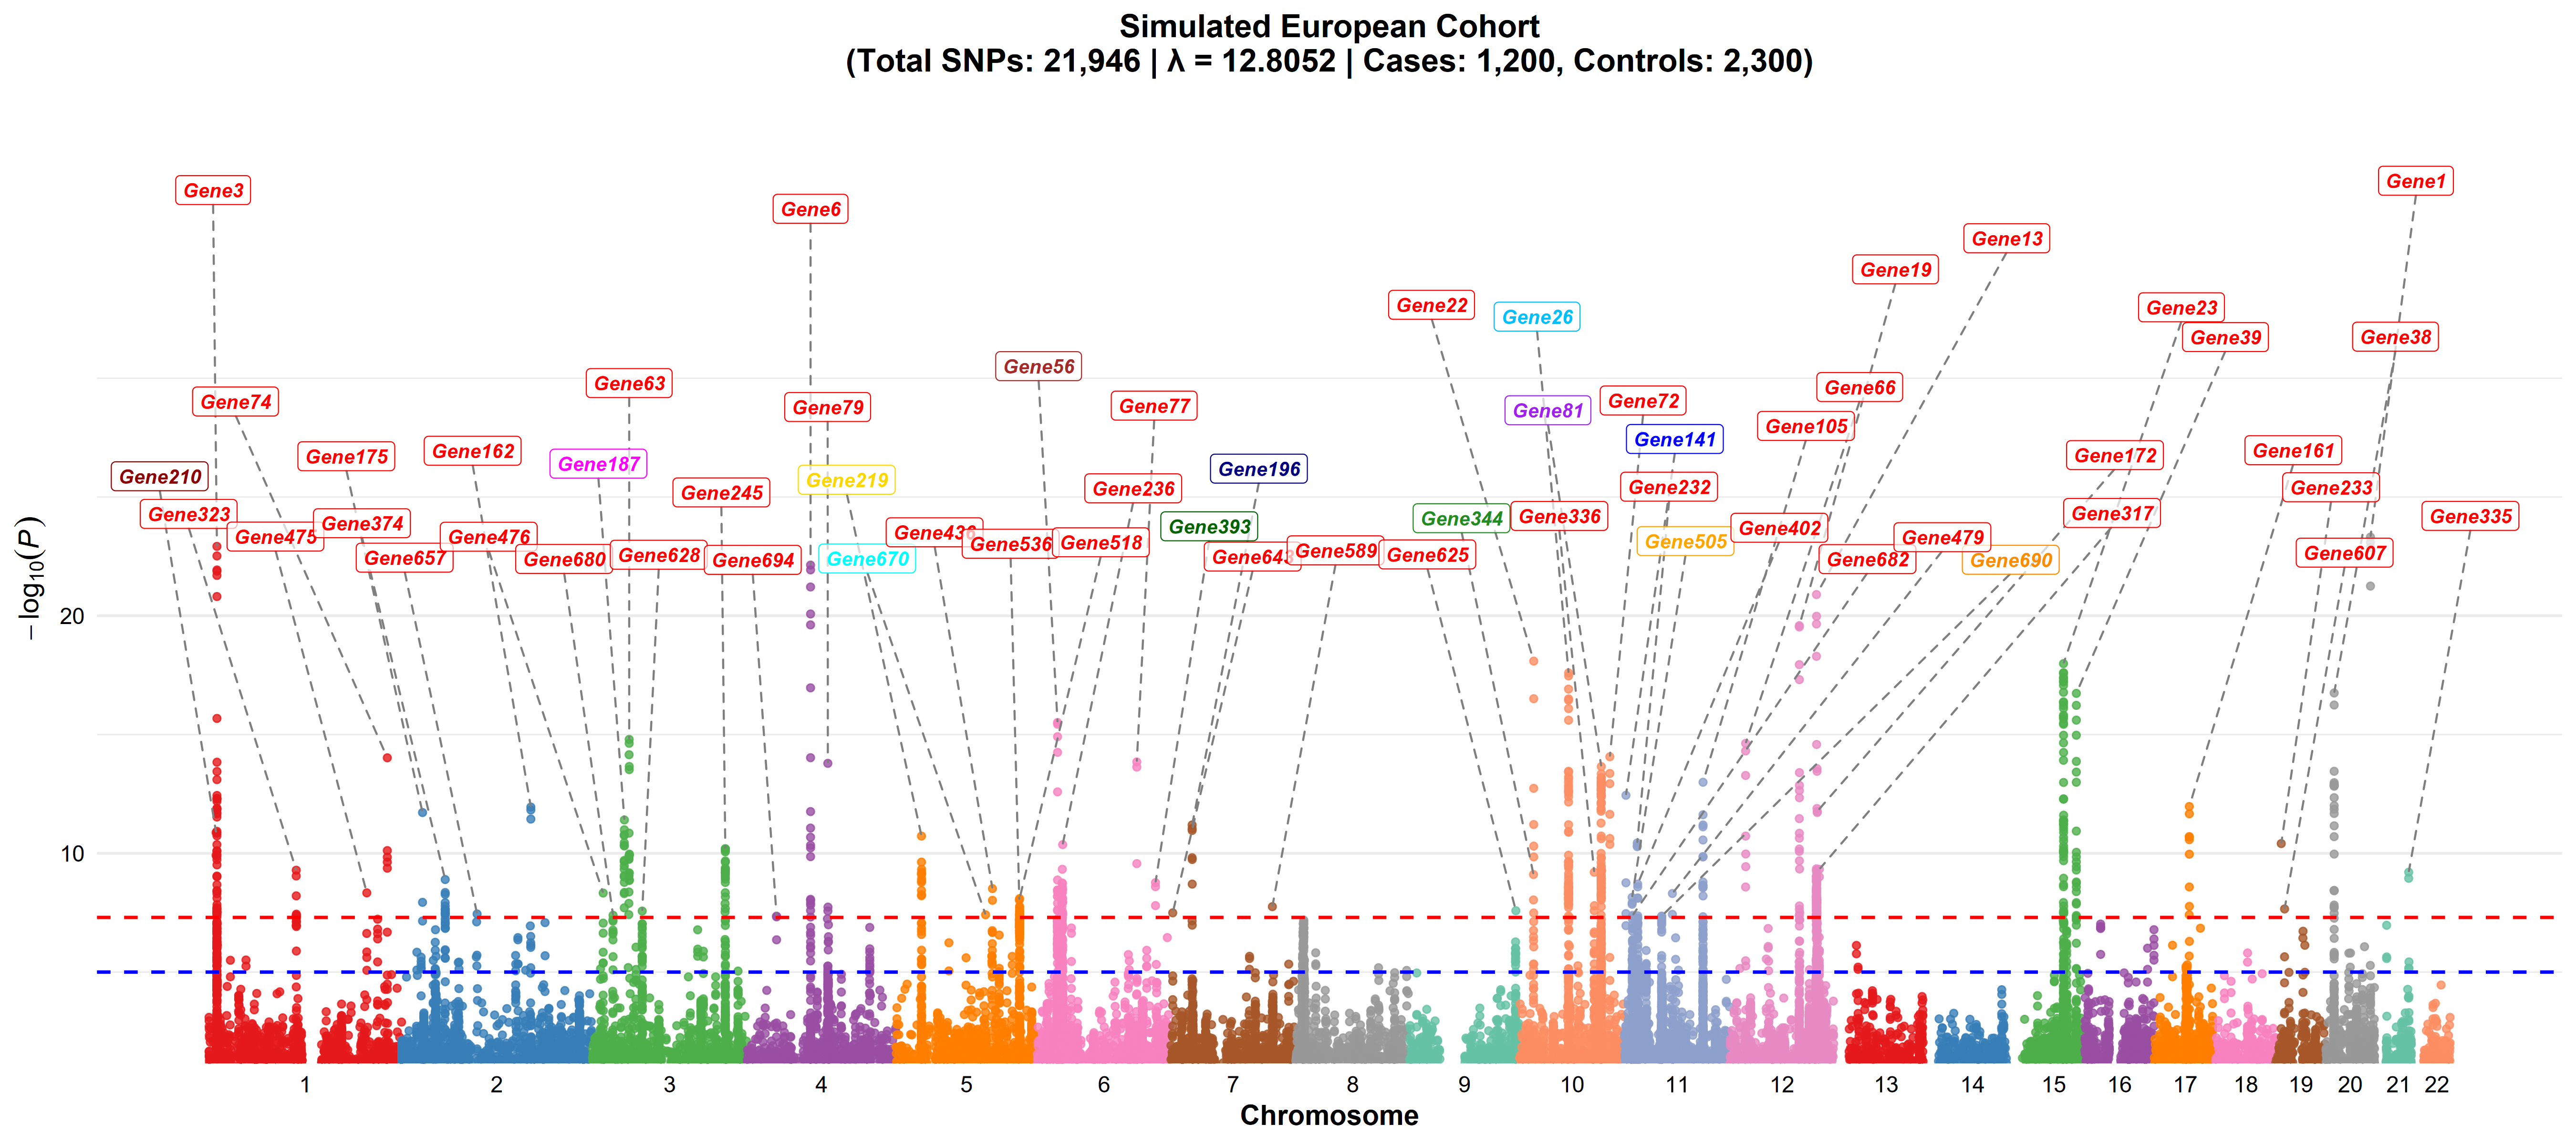 Simulated European Cohort
(Total SNPs: 21,946 | λ = 12.8052 | Cases: 1,200, Controls: 2,300)
Gene1
Gene3
Gene6
Gene13
Gene19
Gene22
Gene23
Gene26
Gene38
Gene39
Gene56
Gene63
Gene66
Gene74
Gene72
Gene77
Gene79
Gene81
Gene105
Gene141
Gene161
Gene162
Gene172
Gene175
Gene187
Gene196
Gene210
Gene219
Gene232
Gene233
Gene236
Gene245
Gene323
Gene317
Gene335
Gene336
Gene344
Gene374
Gene393
Gene402
Gene436
Gene475
Gene476
Gene479
Gene505
Gene518
Gene536
Gene589
Gene607
Gene625
Gene628
Gene643
Gene657
Gene670
Gene680
Gene682
Gene690
Gene694
−log10(P)
20
10
1 2 3 4 5 6 7 8 9 10 11 12 13 14 15 16 17 18 19 20 21 22
Chromosome